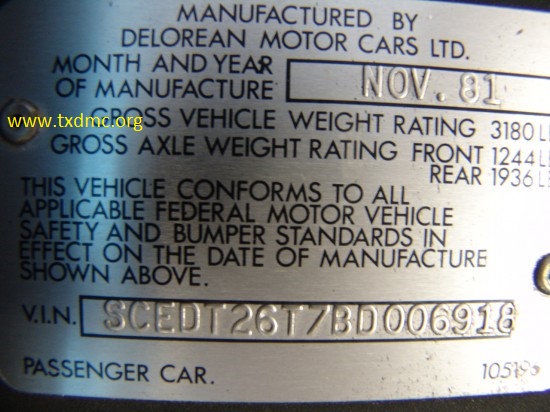 MANUFACTURED BY
DELOREAN MOTOR CARS LTD.
MONTH AND YEAR
OF MANUFACTURE NOV. 81
www.txdmc.org
GROSS VEHICLE WEIGHT RATING 3180 L
GROSS AXLE WEIGHT RATING FRONT 1244 L
REAR 1936 L
THIS VEHICLE CONFORMS TO ALL
APPLICABLE FEDERAL MOTOR VEHICLE
SAFETY AND BUMPER STANDARDS IN
EFFECT ON THE DATE OF MANUFACTURE
SHOWN ABOVE.
V.I.N. SCEDT26T7BD006918
PASSENGER CAR.